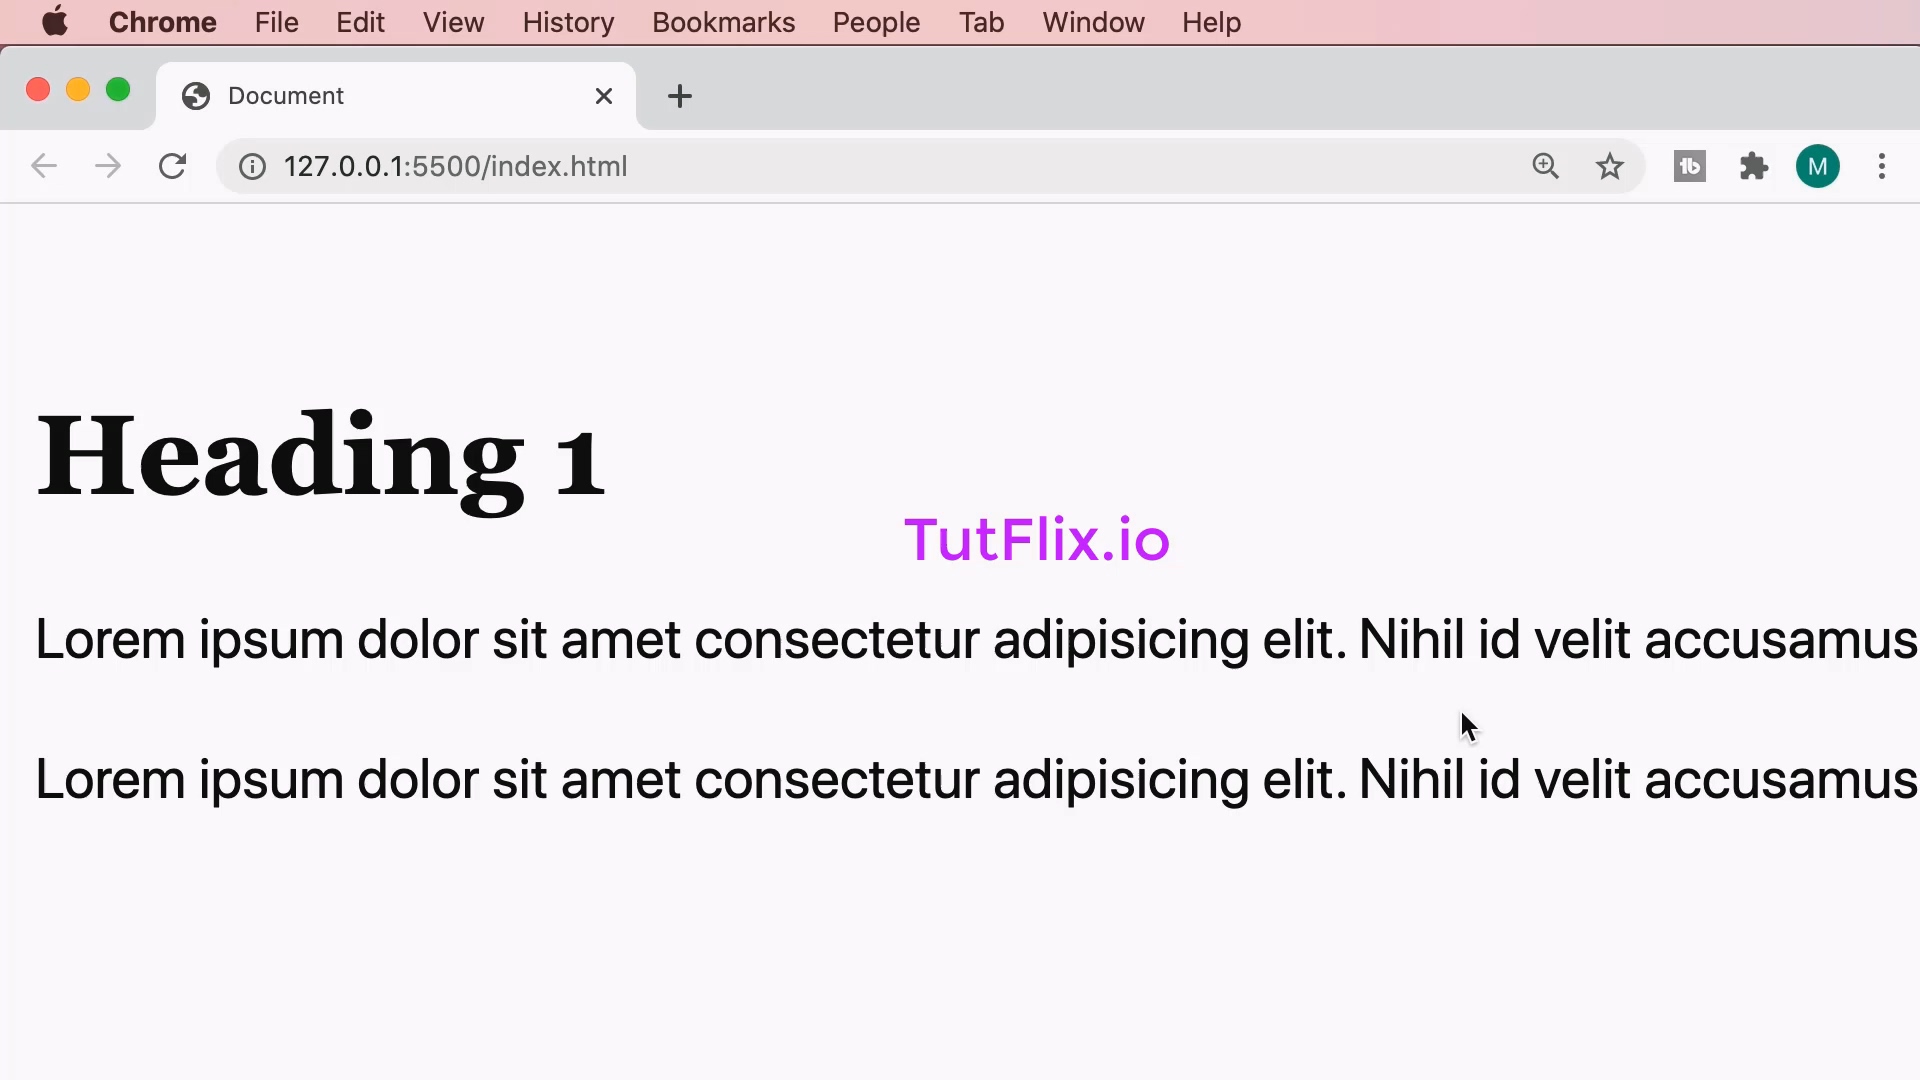 Chrome File Edit View History Bookmarks People Tab Window Help
Document
127.0.0.1:5500/index.html
M
Heading 1
TutFlix.io
Lorem ipsum dolor sit amet consectetur adipisicing elit. Nihil id velit accusamus
Lorem ipsum dolor sit amet consectetur adipisicing elit. Nihil id velit accusamus